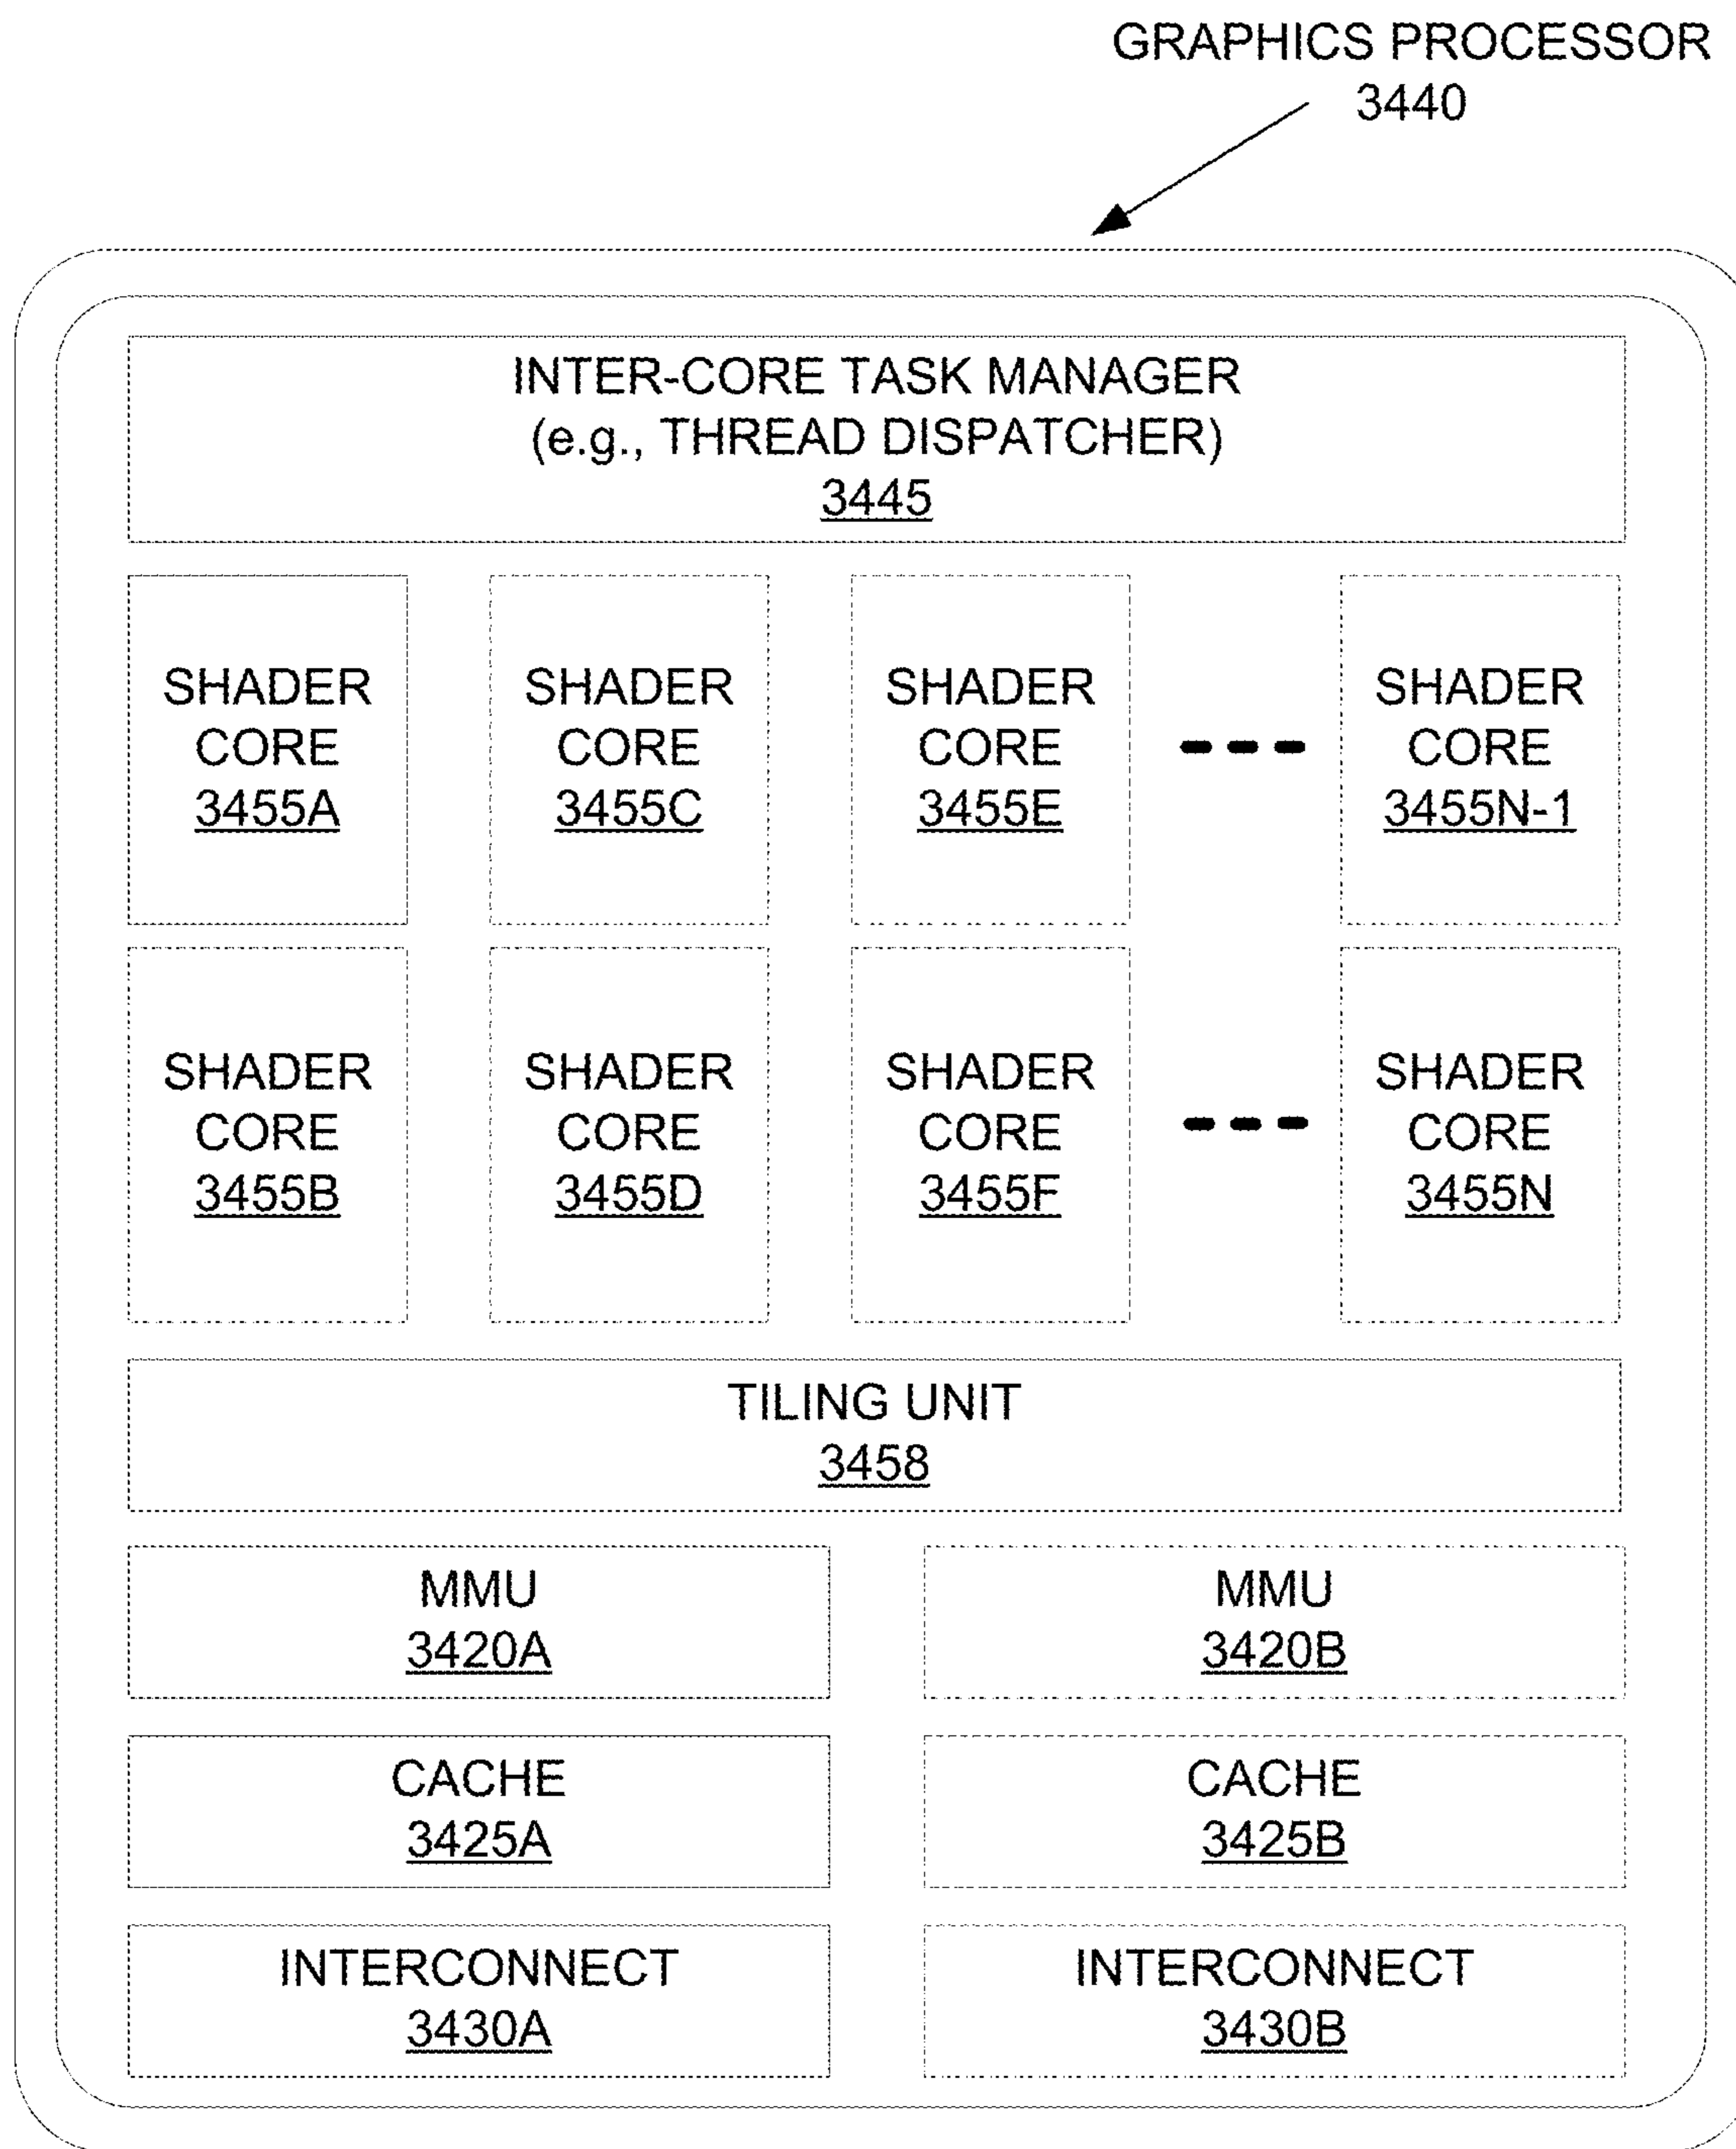 GRAPHICS PROCESSOR
3440
INTER-CORE TASK MANAGER
(e.g., THREAD DISPATCHER)
3445
SHADER
CORE
3455A
SHADER
CORE
3455C
SHADER
CORE
3455E
SHADER
CORE
3455N-1
SHADER
CORE
3455B
SHADER
CORE
3455D
SHADER
CORE
3455F
SHADER
CORE
3455N
TILING UNIT
3458
MMU
3420A
MMU
3420B
CACHE
3425A
CACHE
3425B
INTERCONNECT
3430A
INTERCONNECT
3430B